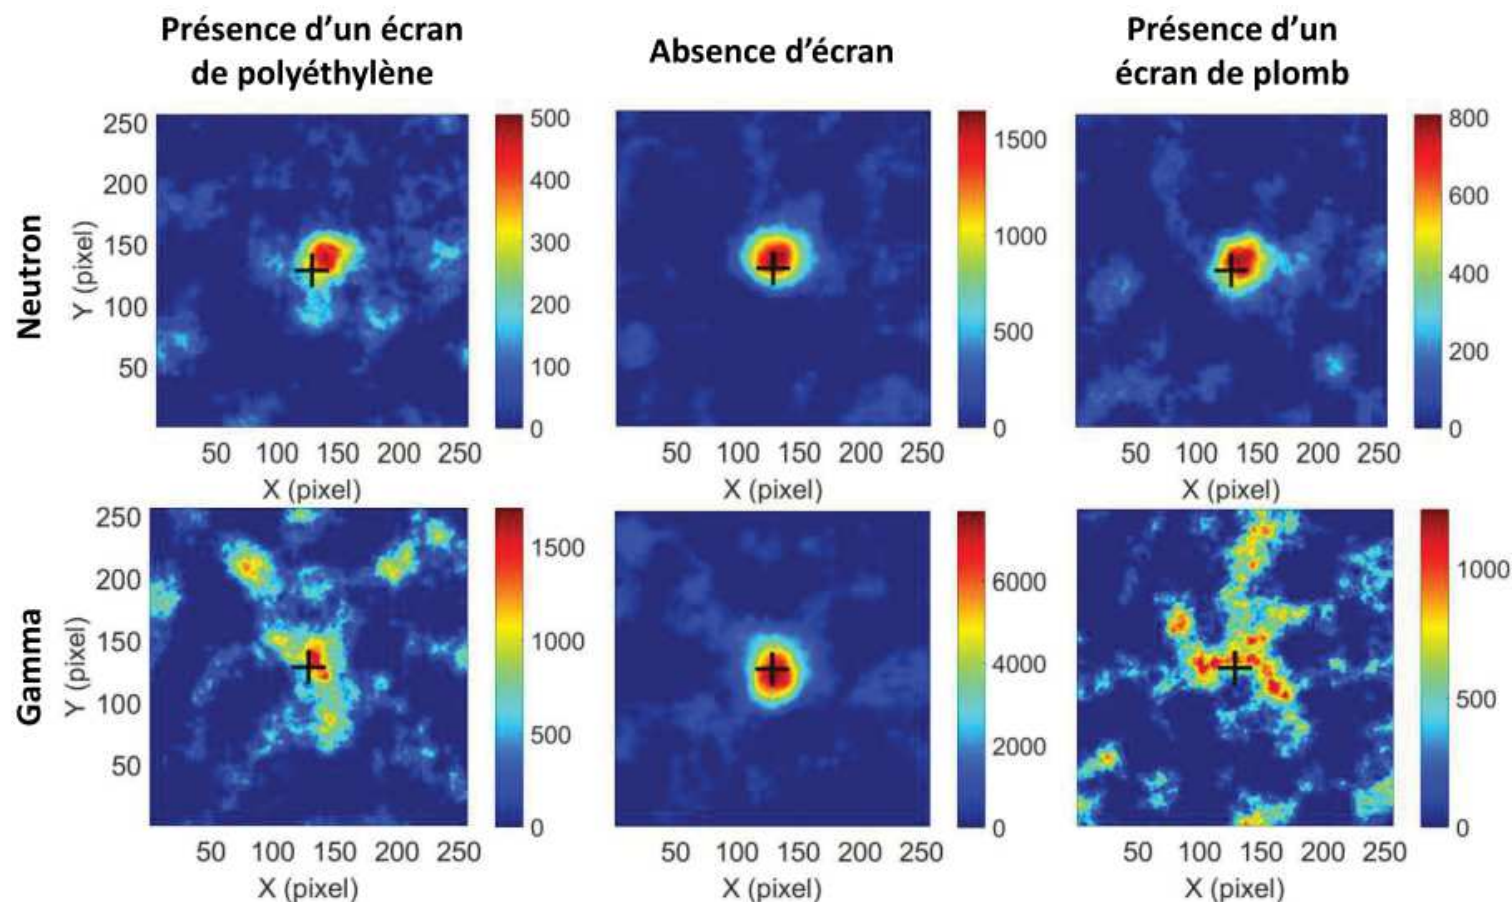 Présence d'un écran
de polyéthylène
Absence d'écran
Présence d'un
écran de plomb
Neutron
Y (pixel)
250
200
150
100
50
50 100 150 200 250
X (pixel)
500
400
300
200
100
0
50 100 150 200 250
X (pixel)
1500
1000
500
0
50 100 150 200 250
X (pixel)
800
600
400
200
0
Gamma
Y (pixel)
250
200
150
100
50
50 100 150 200 250
X (pixel)
1500
1000
500
0
50 100 150 200 250
X (pixel)
6000
4000
2000
0
50 100 150 200 250
X (pixel)
1000
500
0